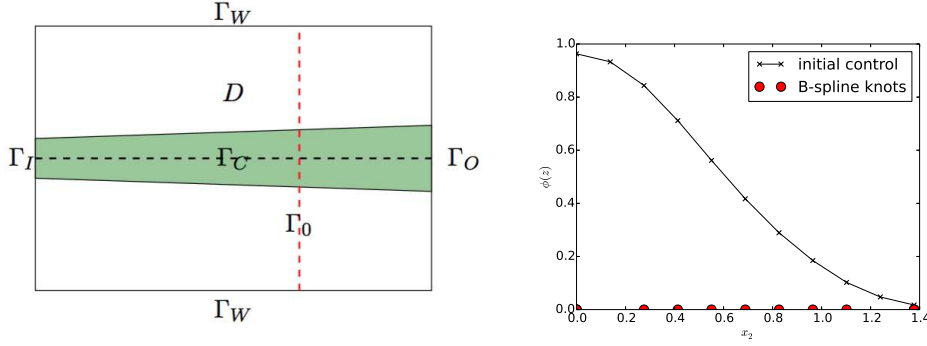 Γ_W
D
Γ_I
Γ_C
Γ_O
Γ_0
Γ_W
initial control
B-spline knots
ϕ(z)
1.0
0.8
0.6
0.4
0.2
0.0
0.0 0.2 0.4 0.6 0.8 1.0 1.2 1.4
x_2